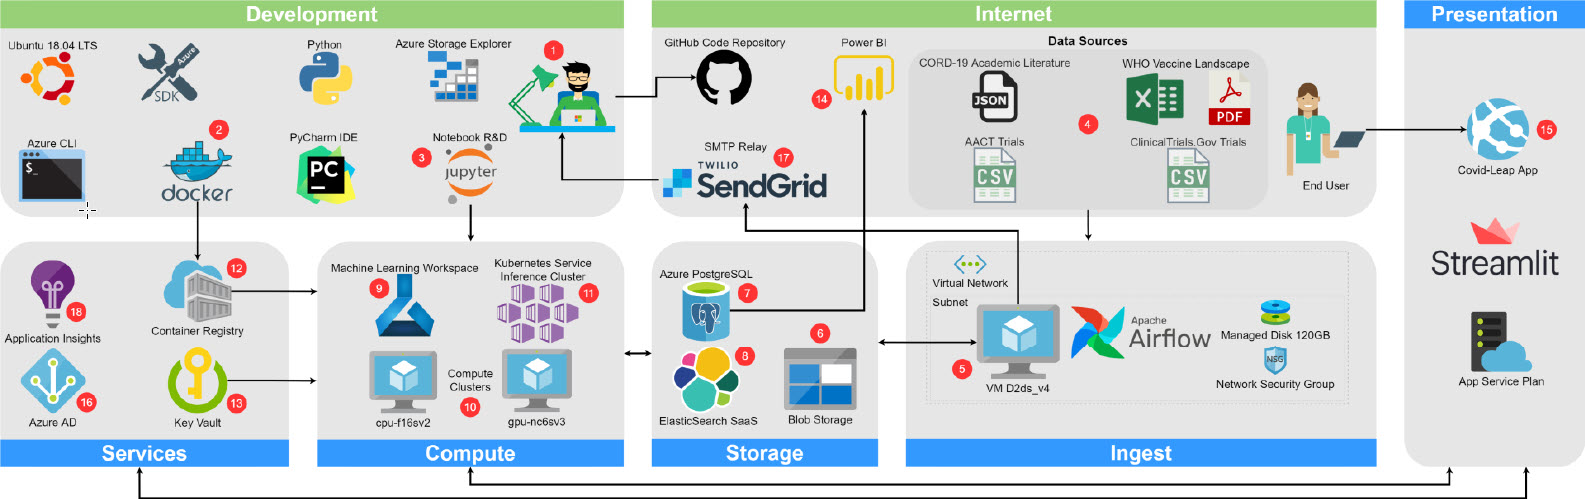 Development
Ubuntu 18.04 LTS
Azure
SDK
Python
Azure Storage Explorer
1
Azure CLI
$_
2
docker
PyCharm IDE
PC
Notebook R&D
3
jupyter
Internet
GitHub Code Repository
Power BI
14
SMTP Relay
17
TWILIO
SendGrid
Data Sources
CORD-19 Academic Literature
JSON
WHO Vaccine Landscape
X
PDF
4
AACT Trials
CSV
ClinicalTrials.Gov Trials
CSV
End User
Presentation
15
Covid-Leap App
Streamlit
App Service Plan
18
Application Insights
12
Container Registry
16
Azure AD
13
Key Vault
Services
Machine Learning Workspace
9
Kubernetes Service
Inference Cluster
11
Compute
Clusters
10
cpu-f16sv2
gpu-nc6sv3
Compute
Azure PostgreSQL
7
8
ElasticSearch SaaS
6
Blob Storage
Storage
Virtual Network
Subnet
5
VM D2ds_v4
Apache
Airflow
Managed Disk 120GB
NSG
Network Security Group
Ingest